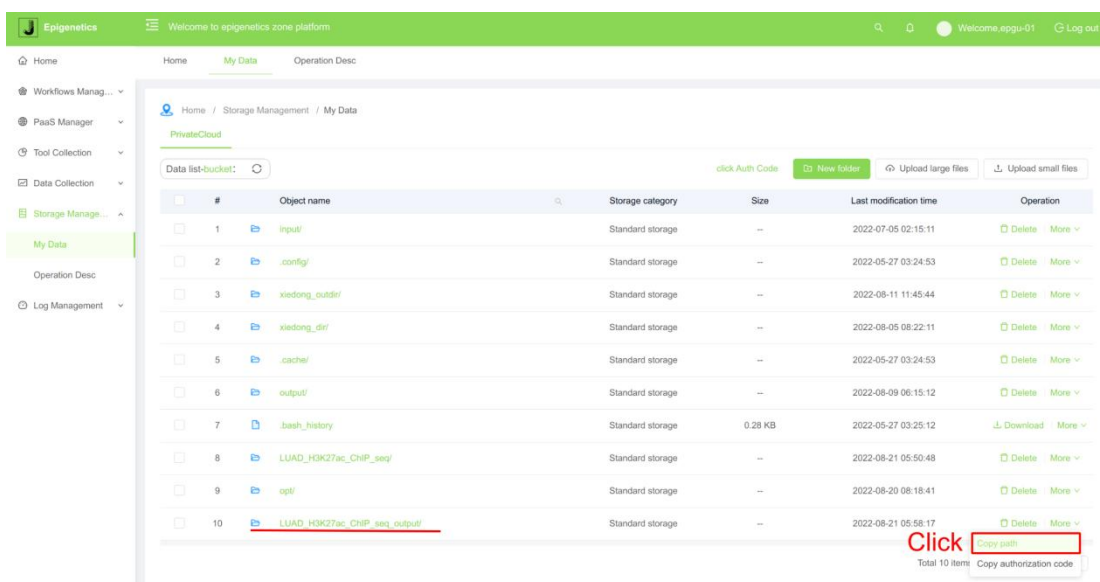 Epigenetics
Welcome to epigenetics zone platform
Welcome,epgu-01
Log out
Home
Workflows Manag...
PaaS Manager
Tool Collection
Data Collection
Storage Manage...
My Data
Operation Desc
Log Management
Home My Data Operation Desc
Home / Storage Management / My Data
PrivateCloud
Data list-bucket:
click Auth Code New folder Upload large files Upload small files
# Object name Storage category Size Last modification time Operation
1 input/ Standard storage -- 2022-07-05 02:15:11 Delete More
2 .config/ Standard storage -- 2022-05-27 03:24:53 Delete More
3 xiedong_outdir/ Standard storage -- 2022-08-11 11:45:44 Delete More
4 xiedong_dir/ Standard storage -- 2022-08-05 08:22:11 Delete More
5 .cache/ Standard storage -- 2022-05-27 03:24:53 Delete More
6 output/ Standard storage -- 2022-08-09 06:15:12 Delete More
7 .bash_history Standard storage 0.28 KB 2022-05-27 03:25:12 Download More
8 LUAD_H3K27ac_ChIP_seq/ Standard storage -- 2022-08-21 05:50:48 Delete More
9 opt/ Standard storage -- 2022-08-20 08:18:41 Delete More
10 LUAD_H3K27ac_ChIP_seq_output/ Standard storage -- 2022-08-21 05:58:17 Delete More
Click Copy path
Total 10 items
Copy authorization code